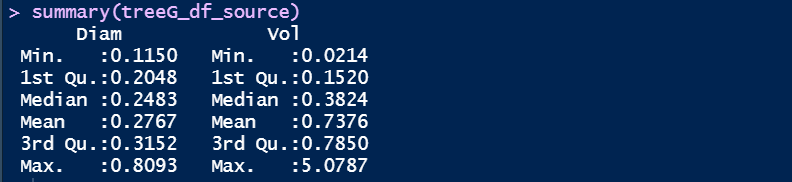 > summary(treeG_df_source)
      Diam             Vol
 Min.   :0.1150   Min.   :0.0214
 1st Qu.:0.2048   1st Qu.:0.1520
 Median :0.2483   Median :0.3824
 Mean   :0.2767   Mean   :0.7376
 3rd Qu.:0.3152   3rd Qu.:0.7850
 Max.   :0.8093   Max.   :5.0787